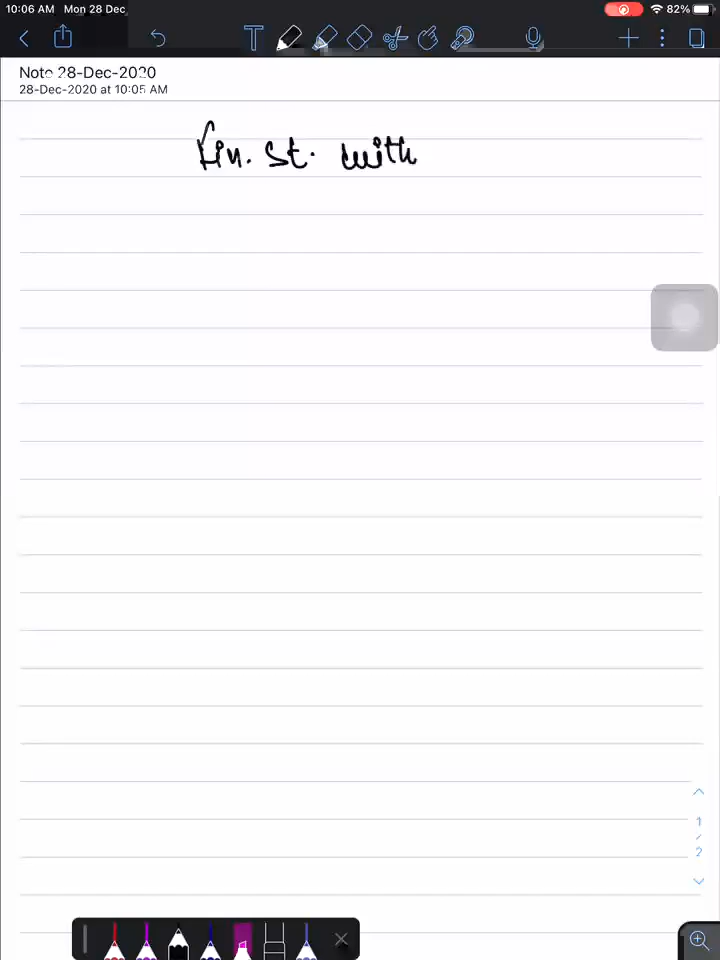 10:06 AM Mon 28 Dec
82%
Note 28-Dec-2020
28-Dec-2020 at 10:05 AM
Fin. St. with
1
2